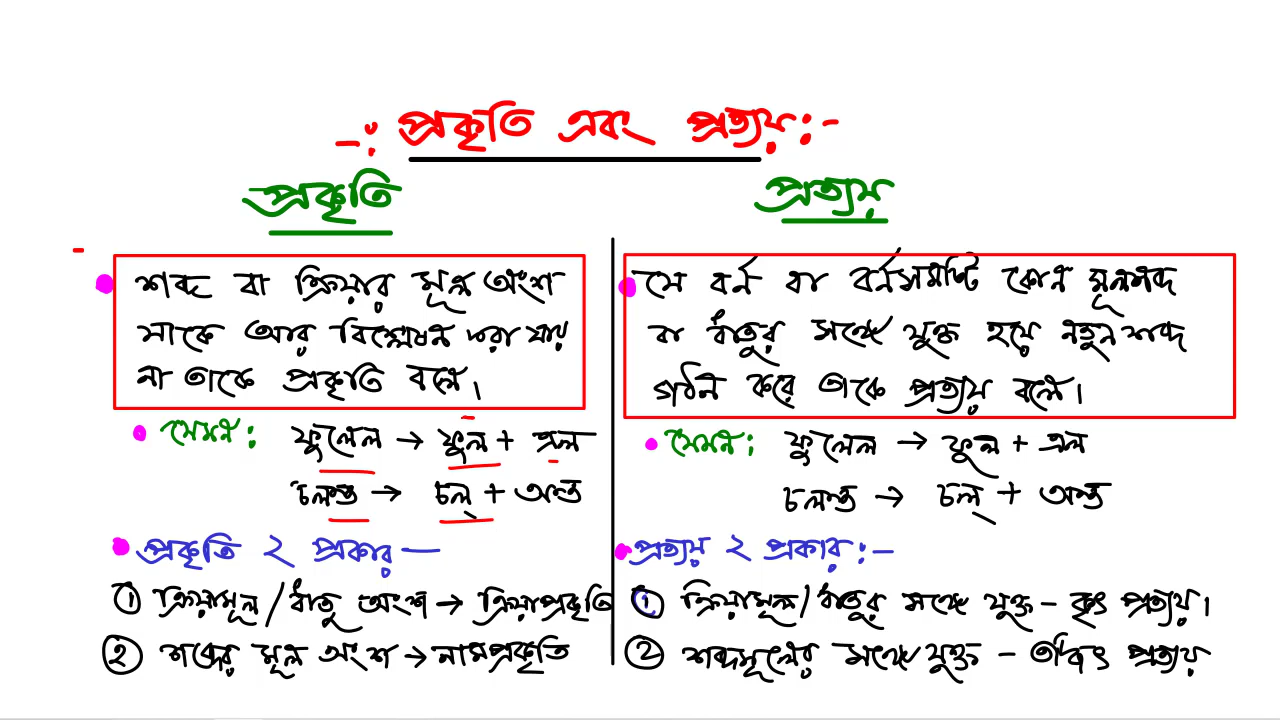 -: প্রকৃতি এবং প্রত্যয় :-
প্রকৃতি
শব্দ বা ক্রিয়ার মূল অংশ
যাকে আর বিশ্লেষন করা যায়
না তাকে প্রকৃতি বলে।
যেমন:
ফুলেল → ফুল + এল
চলন্ত → চল্ + অন্ত
প্রকৃতি ২ প্রকার —
① ক্রিয়ামূল / ধাতু অংশ → ক্রিয়াপ্রকৃতি
② শব্দের মূল অংশ → নামপ্রকৃতি
প্রত্যয়
যে বর্ন বা বর্নসমষ্টি কোন মূলশব্দ
বা ধাতুর সঙ্গে যুক্ত হয়ে নতুন শব্দ
গঠন করে তাকে প্রত্যয় বলে।
যেমন:
ফুলেল → ফুল + এল
চলন্ত → চল্ + অন্ত
প্রত্যয় ২ প্রকার :-
① ক্রিয়ামূল / ধাতুর সঙ্গে যুক্ত - কৃৎ প্রত্যয়।
② শব্দমূলের সঙ্গে যুক্ত - তদ্ধিৎ প্রত্যয়